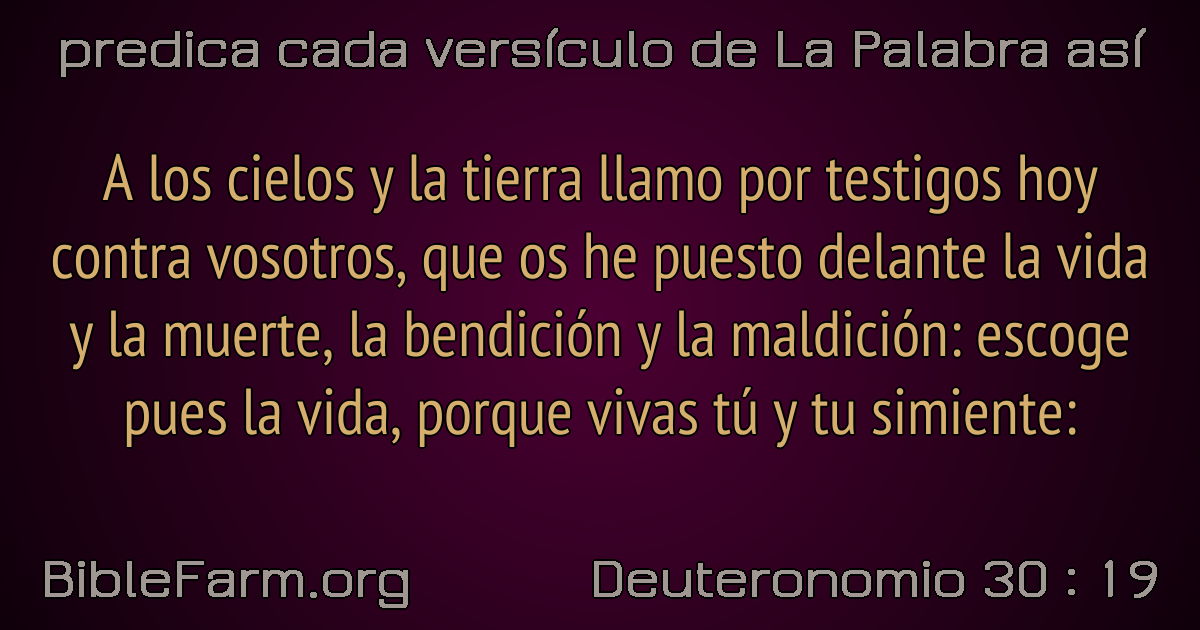 predica cada versículo de La Palabra así
A los cielos y la tierra llamo por testigos hoy
contra vosotros, que os he puesto delante la vida
y la muerte, la bendición y la maldición: escoge
pues la vida, porque vivas tú y tu simiente:
BibleFarm.org Deuteronomio 30 : 19